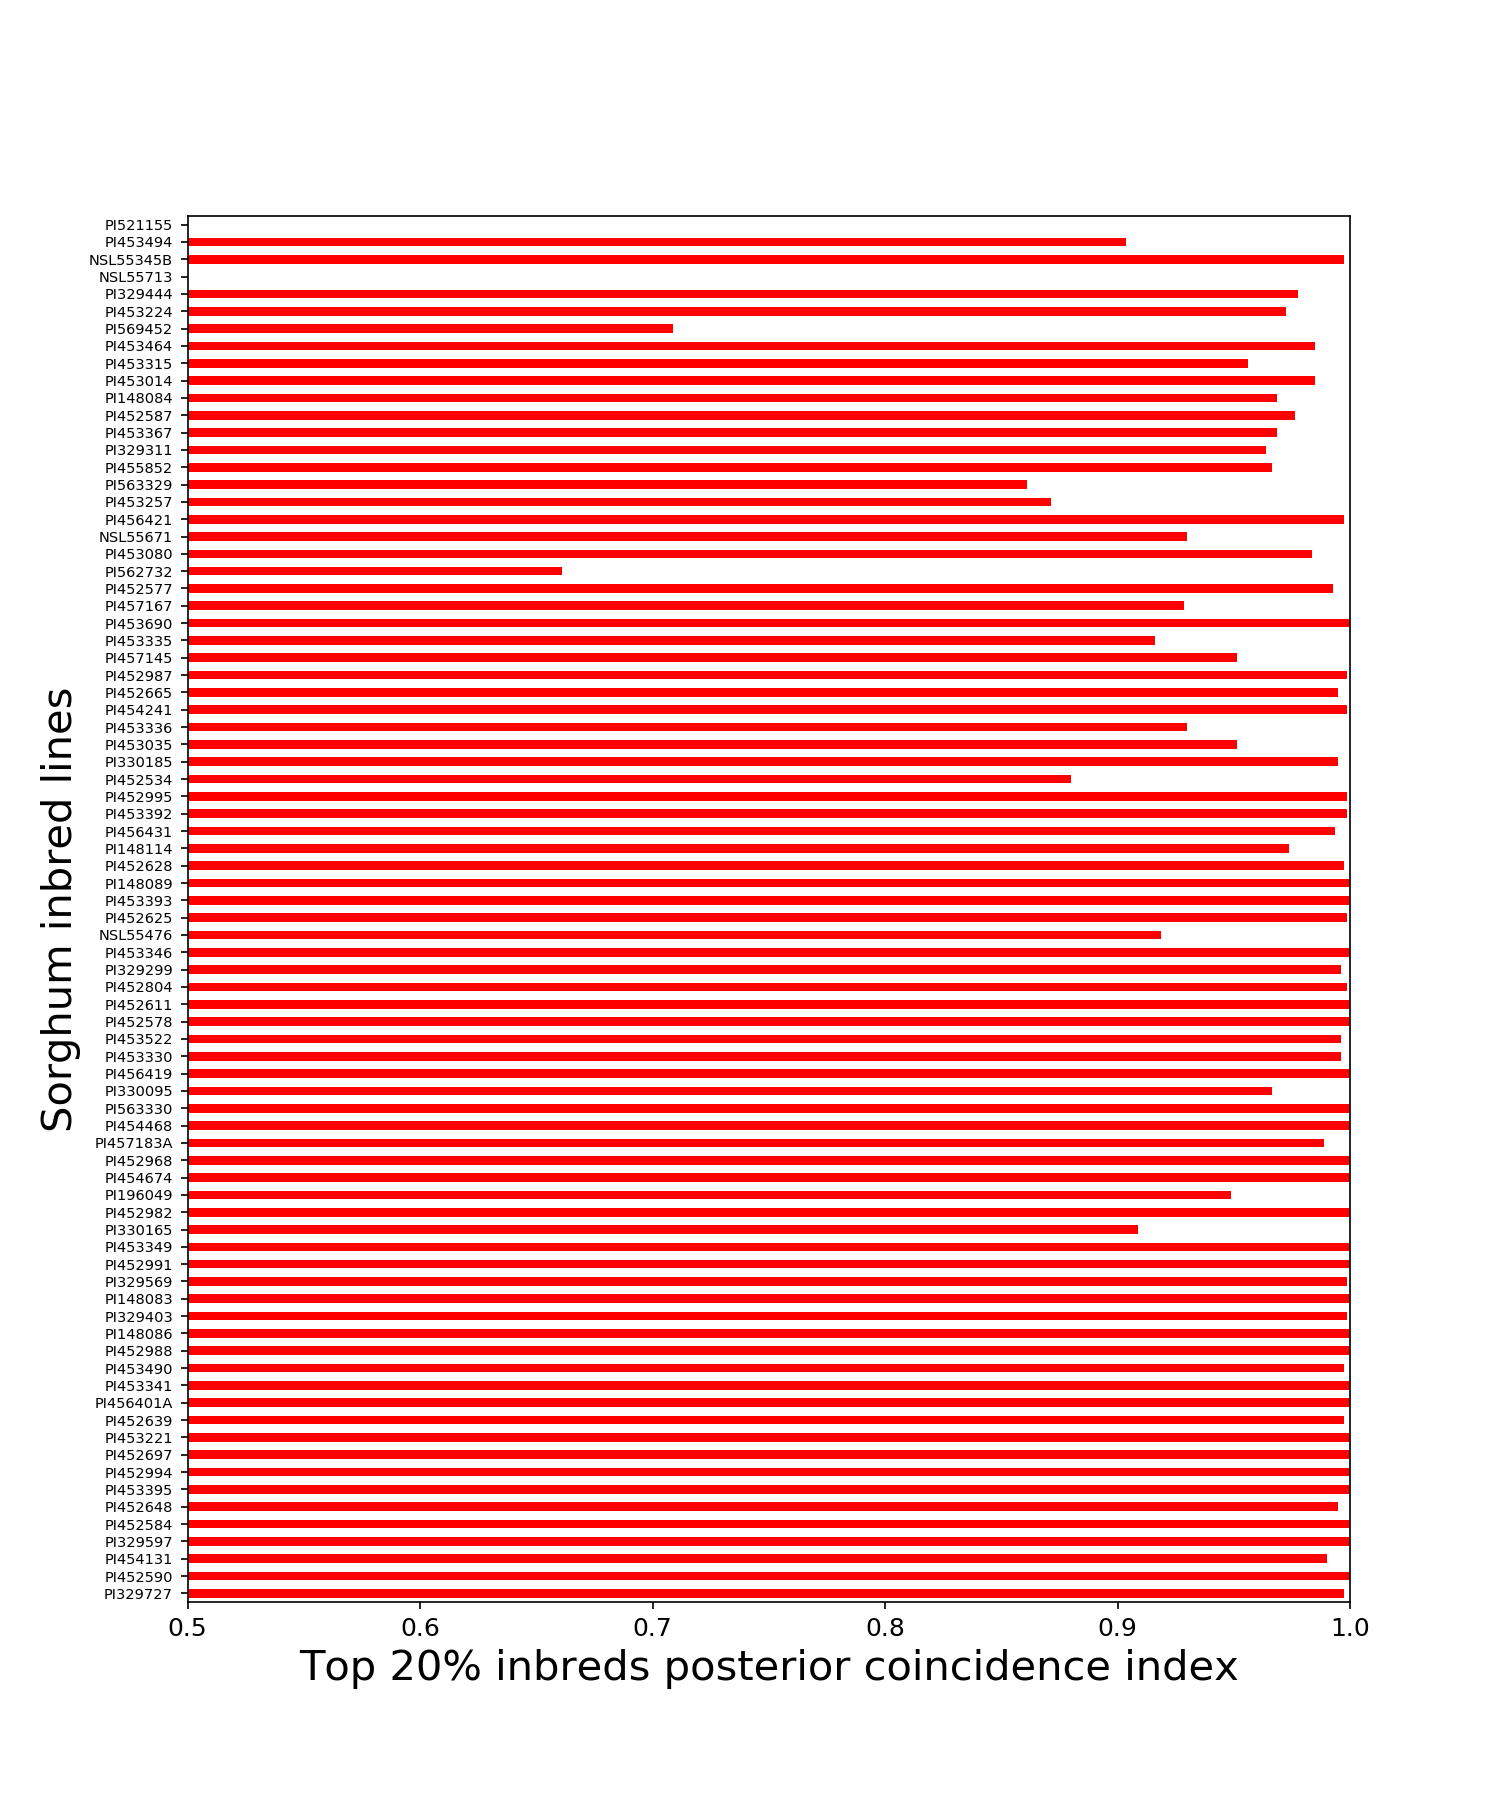 PI521155
PI453494
NSL55345B
NSL55713
PI329444
PI453224
PI569452
PI453464
PI453315
PI453014
PI148084
PI452587
PI453367
PI329311
PI455852
PI563329
PI453257
PI456421
NSL55671
PI453080
PI562732
PI452577
PI457167
PI453690
PI453335
PI457145
PI452987
PI452665
PI454241
PI453336
PI453035
PI330185
PI452534
PI452995
PI453392
PI456431
PI148114
PI452628
PI148089
PI453393
PI452625
NSL55476
PI453346
PI329299
PI452804
PI452611
PI452578
PI453522
PI453330
PI456419
PI330095
PI563330
PI454468
PI457183A
PI452968
PI454674
PI196049
PI452982
PI330165
PI453349
PI452991
PI329569
PI148083
PI329403
PI148086
PI452988
PI453490
PI453341
PI456401A
PI452639
PI453221
PI452697
PI452994
PI453395
PI452648
PI452584
PI329597
PI454131
PI452590
PI329727
Sorghum inbred lines
0.5 0.6 0.7 0.8 0.9 1.0
Top 20% inbreds posterior coincidence index